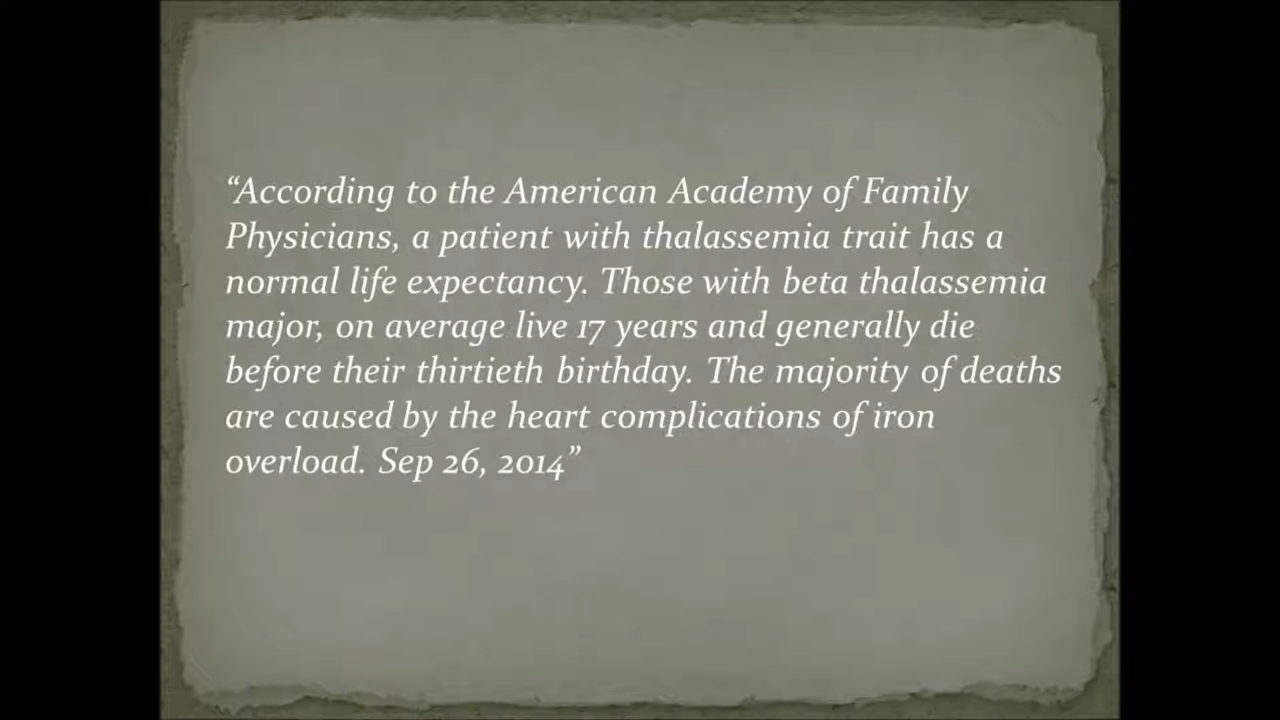 “According to the American Academy of Family
Physicians, a patient with thalassemia trait has a
normal life expectancy. Those with beta thalassemia
major, on average live 17 years and generally die
before their thirtieth birthday. The majority of deaths
are caused by the heart complications of iron
overload. Sep 26, 2014”